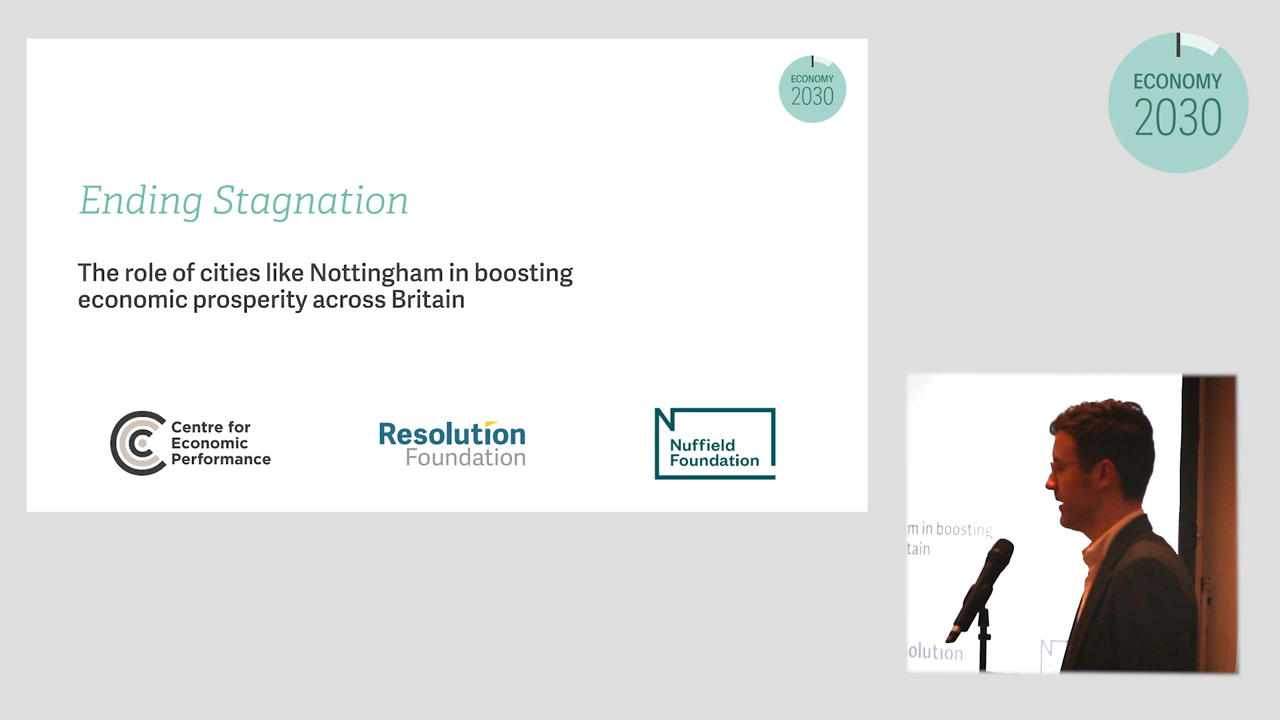 ECONOMY
2030
Ending Stagnation
The role of cities like Nottingham in boosting
economic prosperity across Britain
Centre for
Economic
Performance
Resolution
Foundation
N
Nuffield
Foundation
ECONOMY
2030
m in boosting
tain
olution
N